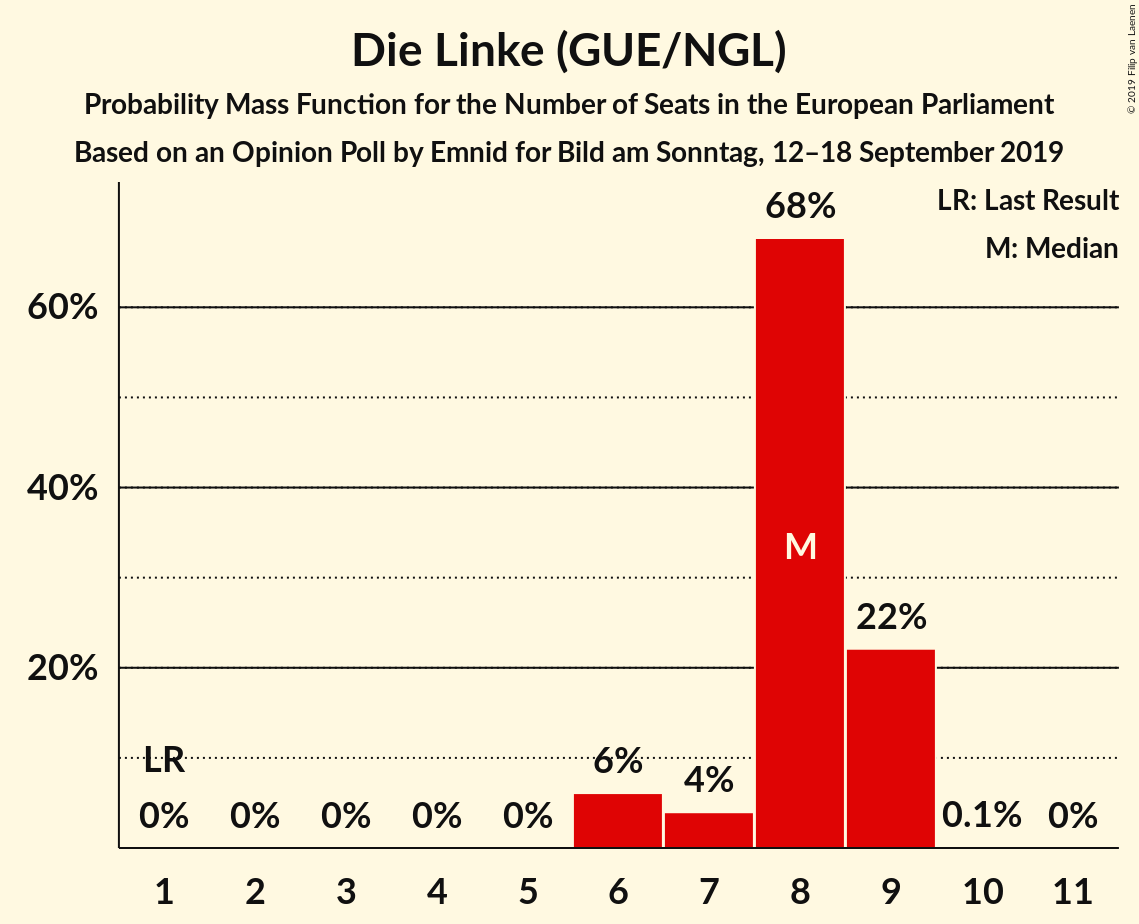 Die Linke (GUE/NGL)
Probability Mass Function for the Number of Seats in the European Parliament
Based on an Opinion Poll by Emnid for Bild am Sonntag, 12–18 September 2019
© 2019 Filip van Laenen
LR: Last Result
M: Median
68%
60%
40%
M
22%
20%
LR
6%
4%
0% 0% 0% 0% 0% 0.1% 0%
1 2 3 4 5 6 7 8 9 10 11